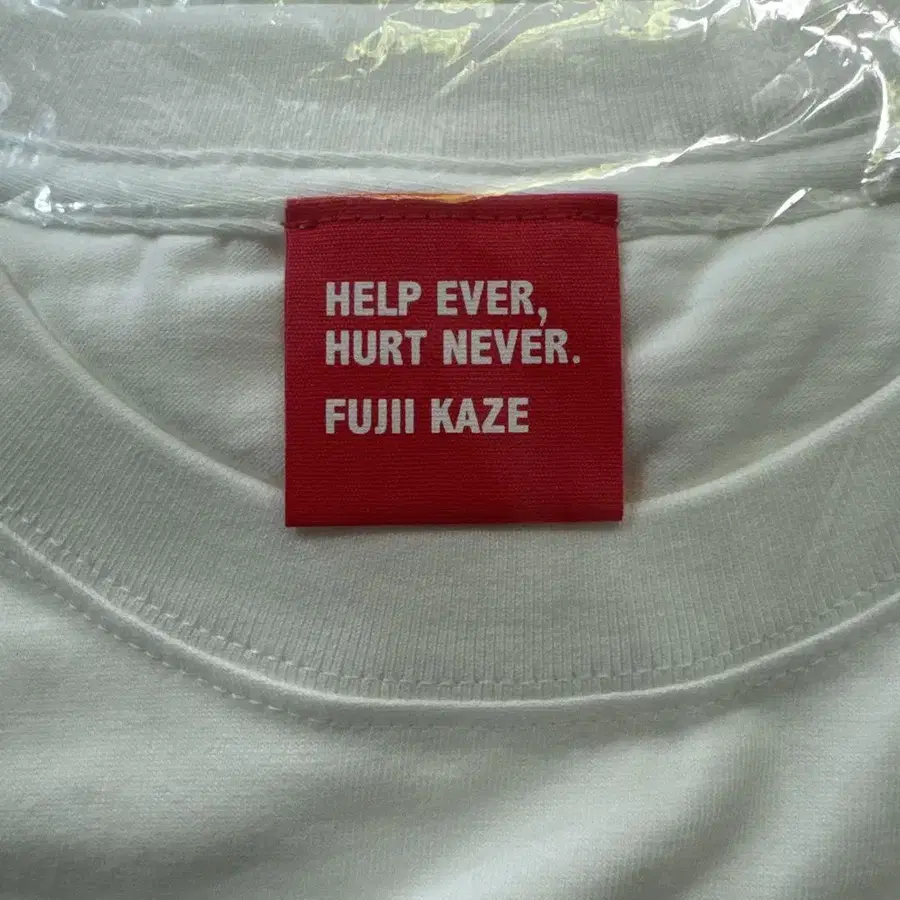 HELP EVER,
HURT NEVER.
FUJII KAZE